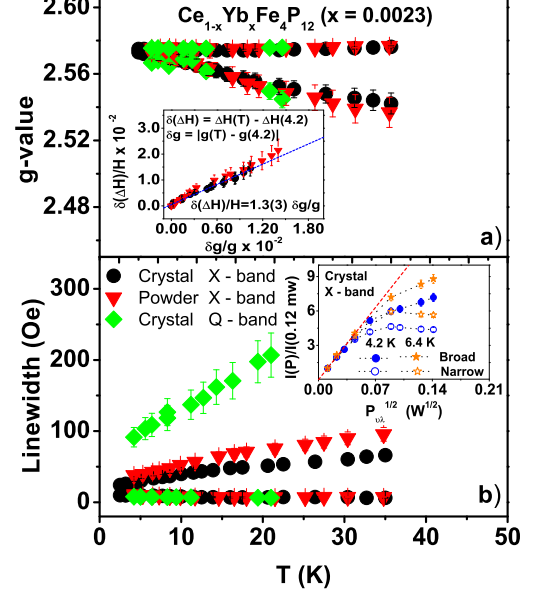 2.60
Ce1-xYbxFe4P12 (x = 0.0023)
2.56
g-value
2.52
2.48
δ(ΔH) = ΔH(T) - ΔH(4.2)
δg = |g(T) - g(4.2)|
3.0
2.0
1.0
0.0
δ(ΔH)/H x 10^-2
δ(ΔH)/H=1.3(3) δg/g
0.00 0.60 1.20 1.80
δg/g x 10^-2
a)
300
200
100
0
Linewidth (Oe)
Crystal X - band
Powder X - band
Crystal Q - band
9
6
3
I(P)/I(0.12 mw)
Crystal
X - band
4.2 K 6.4 K
Broad
Narrow
0.00 0.07 0.14 0.21
Pυλ^1/2 (W^1/2)
b)
0 10 20 30 40 50
T (K)